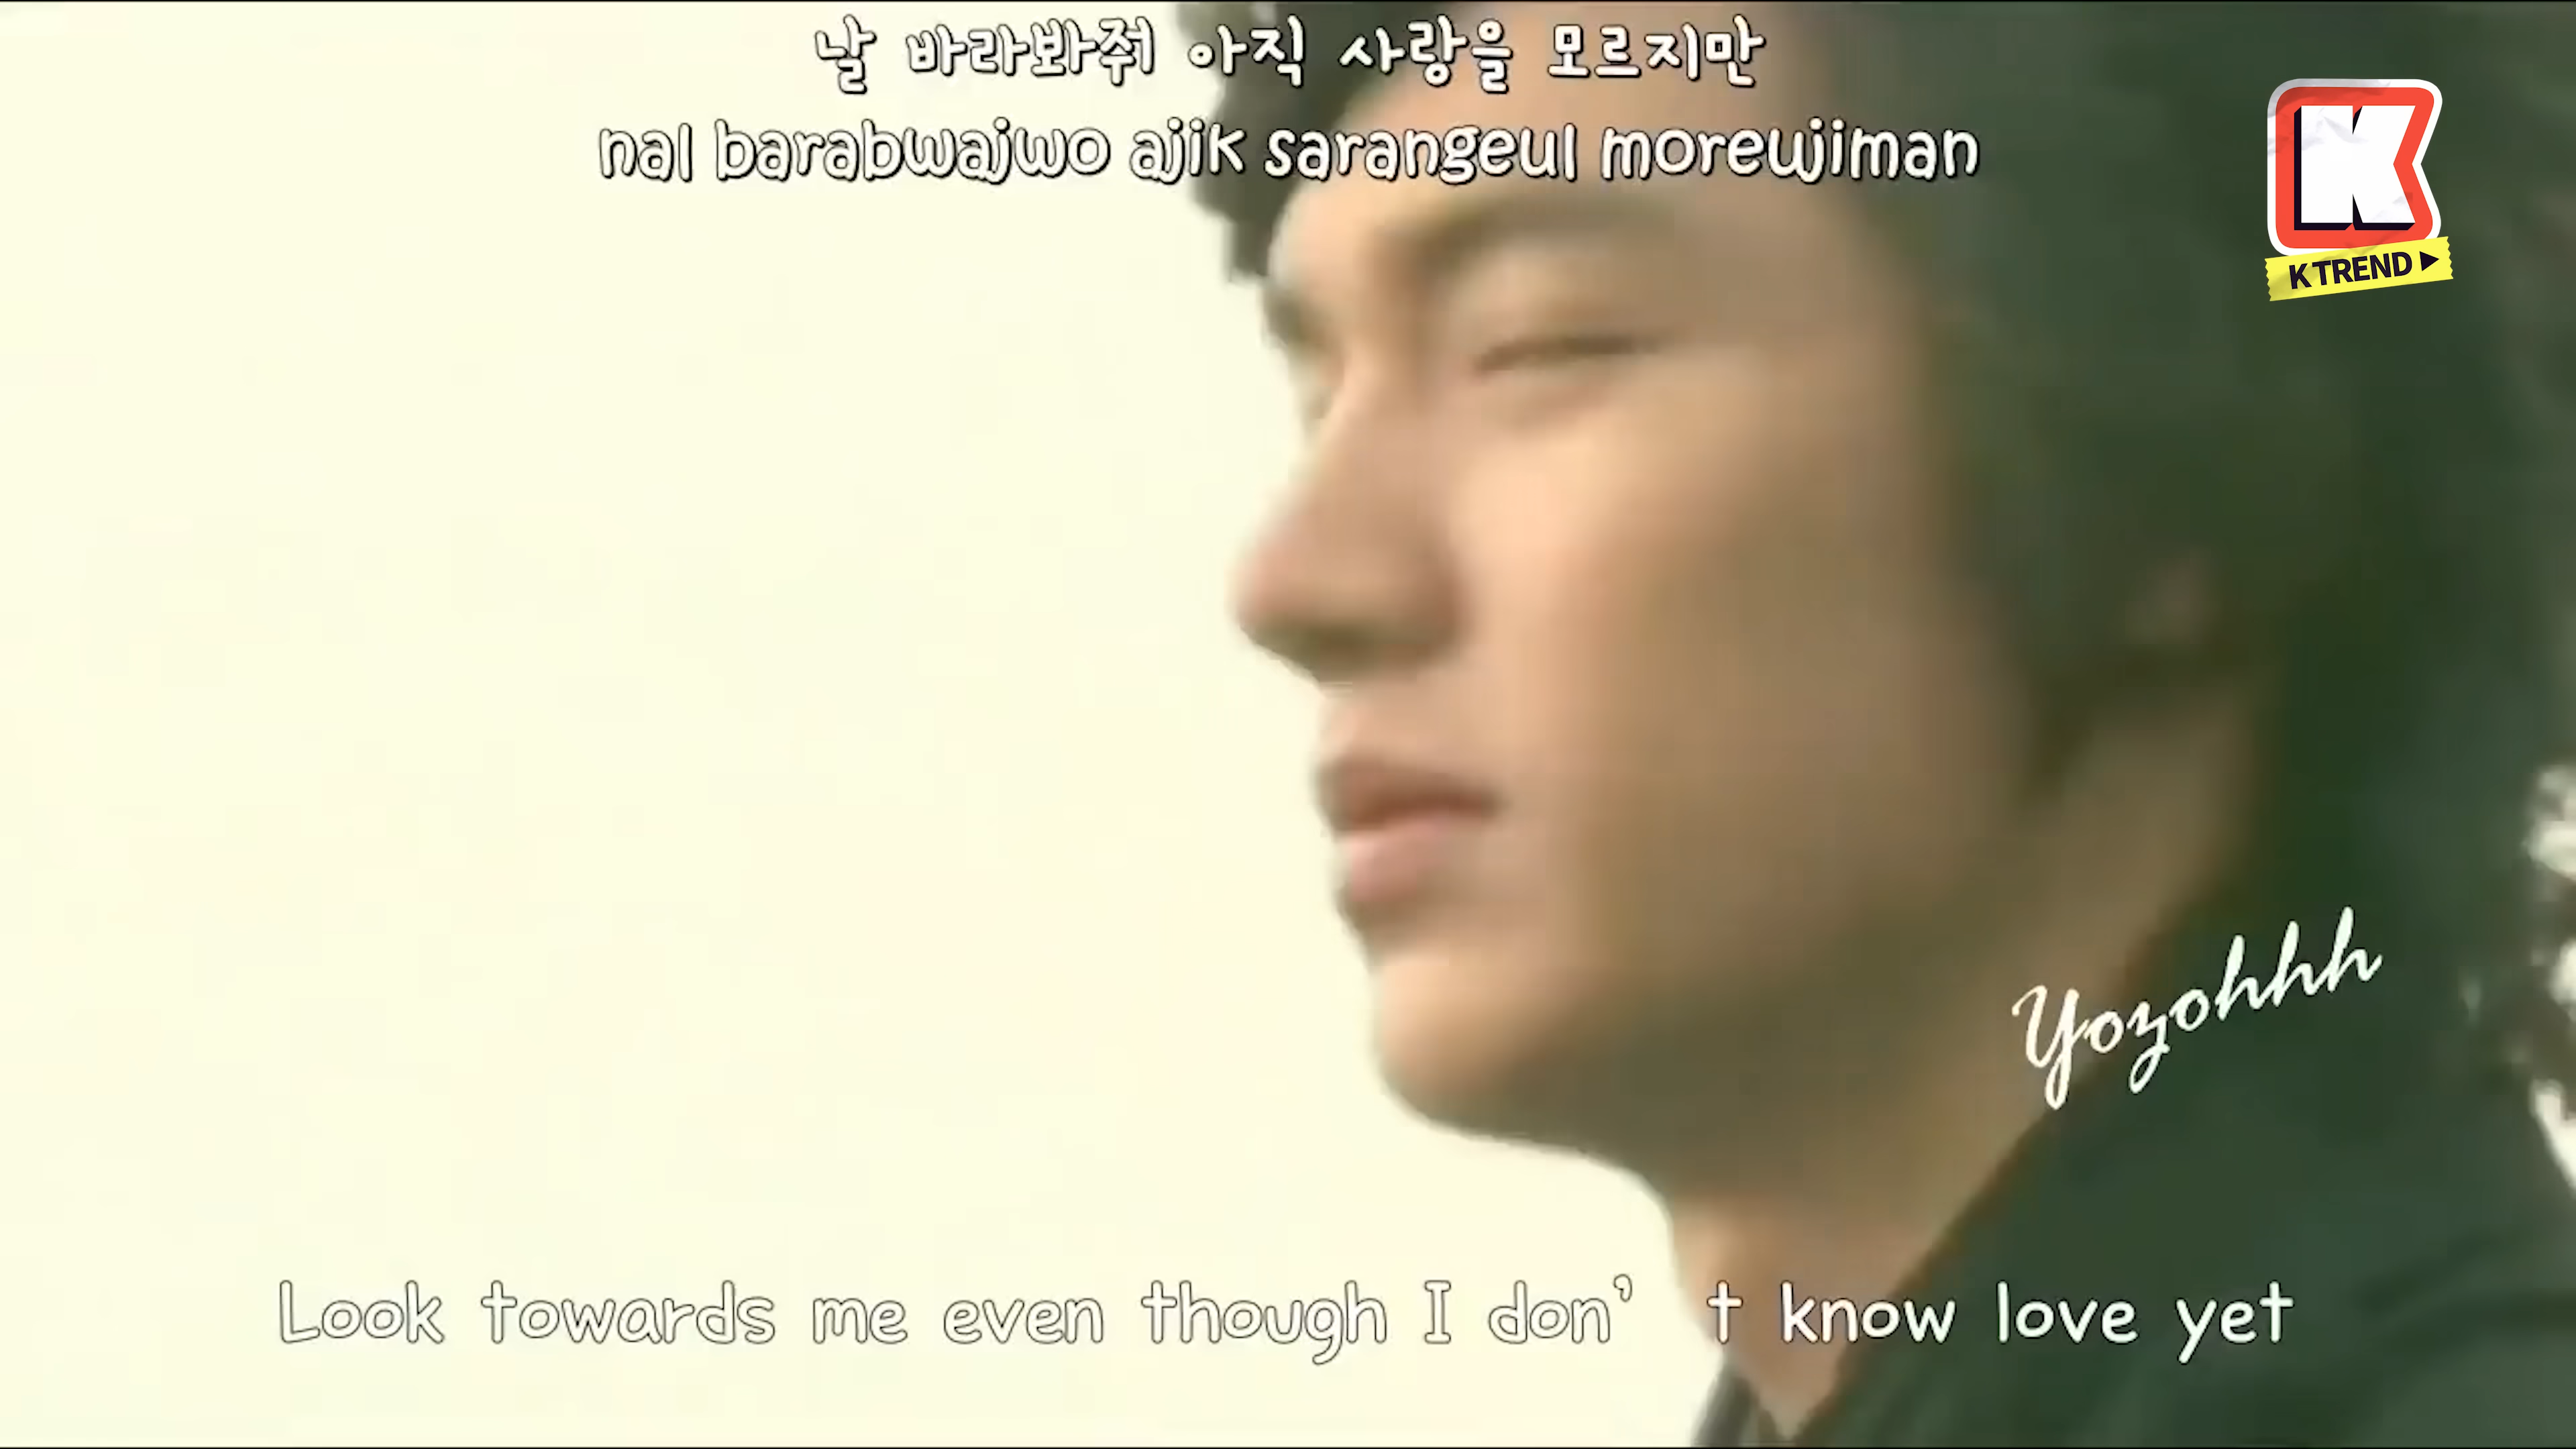 날 바라봐줘 아직 사랑을 모르지만
nal barabwajwo ajik sarangeul moreujiman
K
K TREND
Yozohhh
Look towards me even though I don't know love yet